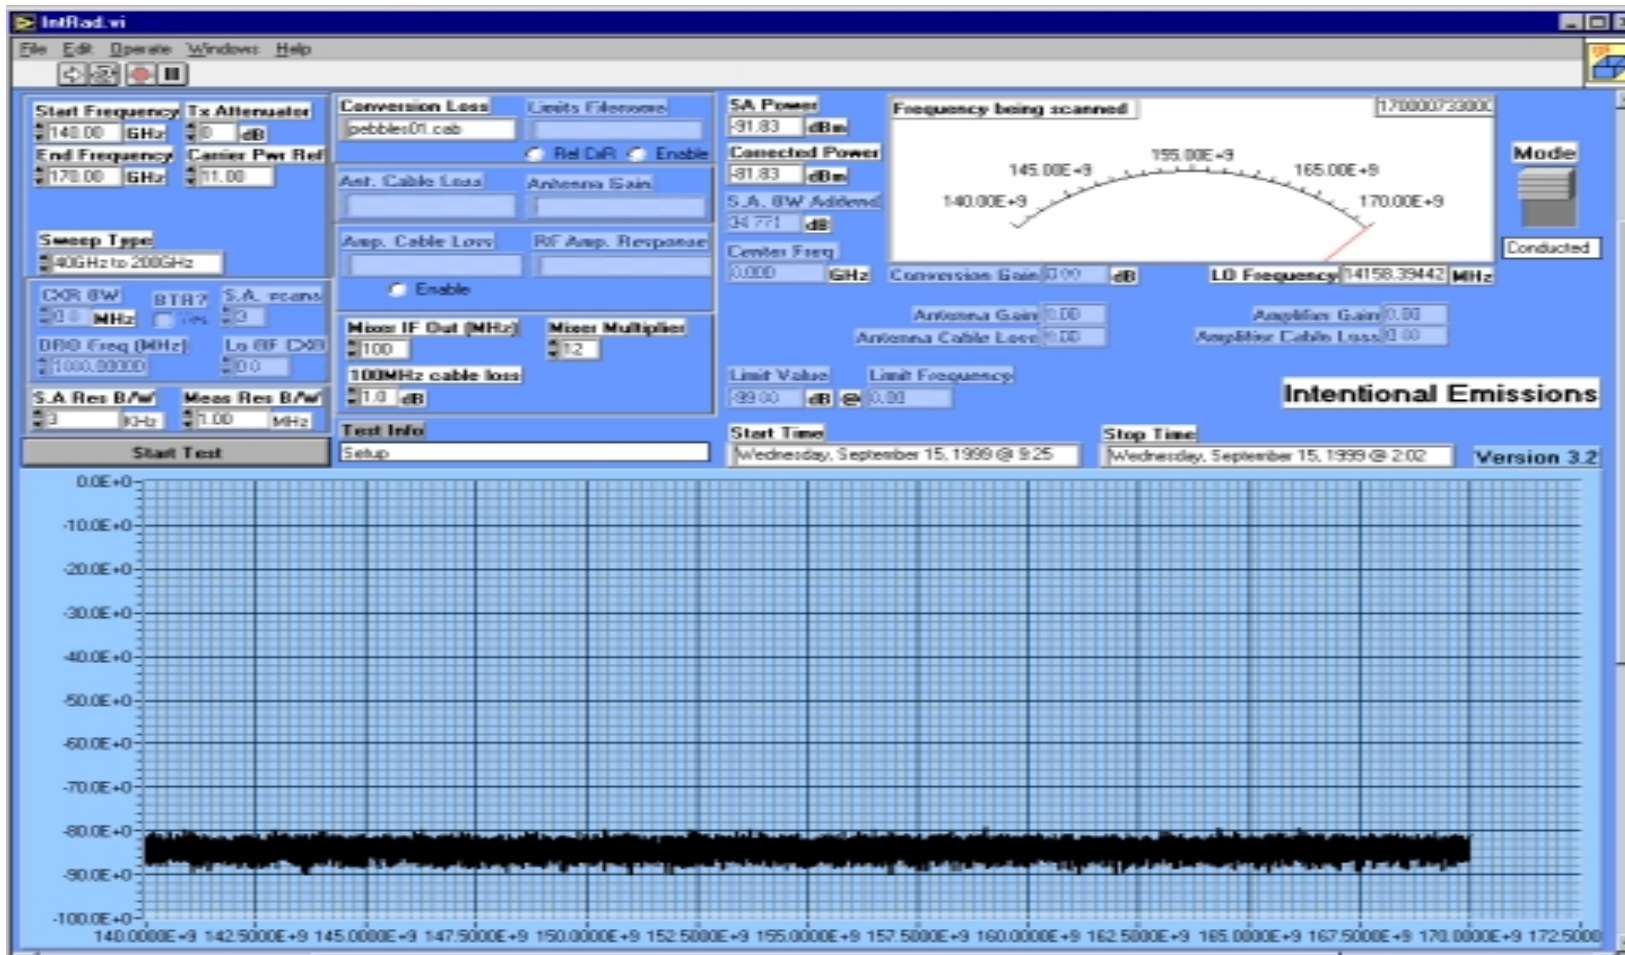 IntRad.vi
File Edit Operate Windows Help
Start Frequency Tx Attenuator
140.00 GHz 0 dB
End Frequency Carrier Pwr Ref
170.00 GHz 11.00
Sweep Type
40GHz to 200GHz
CXR BW BTA? S.A. scans
0.0 MHz Yes 3
DRO Freq (MHz) Lo OF CXR
1000.00000 0.0
S.A Res B/W Meas Res B/W
3 KHz 1.00 MHz
Start Test
Conversion Loss Limits Filename
pebbles01.cab
Rel CxR Enable
Ant. Cable Loss Antenna Gain
Amp. Cable Loss RF Amp. Response
Enable
Mixer IF Out (MHz) Mixer Multiplier
100 12
100MHz cable loss
1.0 dB
Test Info
Setup
SA Power
-91.83 dBm
Corrected Power
-81.83 dBm
S.A. BW Addend
34.771 dB
Center Freq
0.000 GHz
Conversion Gain 0.00 dB
LO Frequency 14158.39442 MHz
Frequency being scanned 170000733000
140.00E+9 145.00E+9 155.00E+9 165.00E+9 170.00E+9
Mode
Conducted
Antenna Gain 0.00 Amplifier Gain 0.00
Antenna Cable Loss 0.00 Amplifier Cable Loss 0.00
Limit Value Limit Frequency
-99.00 dB @ 0.00
Intentional Emissions
Start Time Stop Time
Wednesday, September 15, 1999 @ 9:25 Wednesday, September 15, 1999 @ 2:02 Version 3.2
0.0E+0
-10.0E+0
-20.0E+0
-30.0E+0
-40.0E+0
-50.0E+0
-60.0E+0
-70.0E+0
-80.0E+0
-90.0E+0
-100.0E+0
140.0000E+9 142.5000E+9 145.0000E+9 147.5000E+9 150.0000E+9 152.5000E+9 155.0000E+9 157.5000E+9 160.0000E+9 162.5000E+9 165.0000E+9 167.5000E+9 170.0000E+9 172.5000